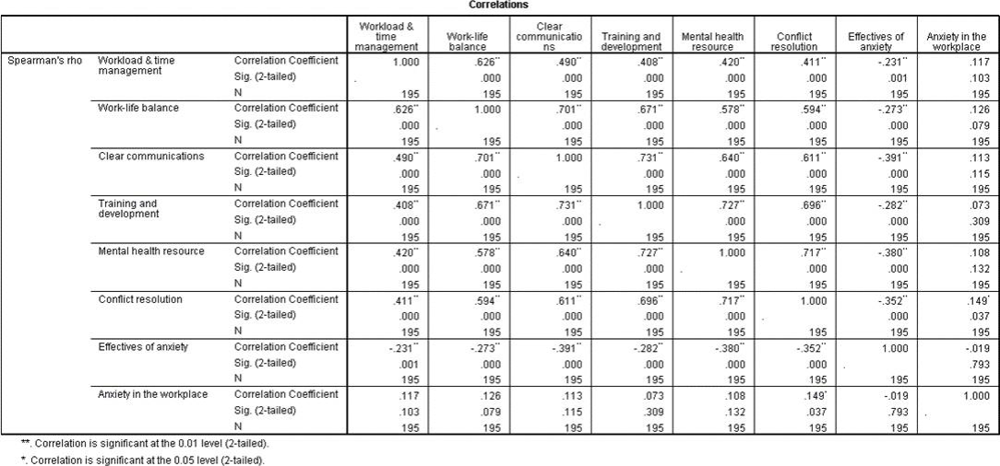 Correlations
Workload & time management Work-life balance Clear communicatio ns Training and development Mental health resource Conflict resolution Effectives of anxiety Anxiety in the workplace
Spearman's rho Workload & time management Correlation Coefficient 1.000 .626** .490** .408** .420** .411** -.231** .117
Sig. (2-tailed) . .000 .000 .000 .000 .000 .001 .103
N 195 195 195 195 195 195 195 195
Work-life balance Correlation Coefficient .626** 1.000 .701** .671** .578** .594** -.273** .126
Sig. (2-tailed) .000 . .000 .000 .000 .000 .000 .079
N 195 195 195 195 195 195 195 195
Clear communications Correlation Coefficient .490** .701** 1.000 .731** .640** .611** -.391** .113
Sig. (2-tailed) .000 .000 . .000 .000 .000 .000 .115
N 195 195 195 195 195 195 195 195
Training and development Correlation Coefficient .408** .671** .731** 1.000 .727** .696** -.282** .073
Sig. (2-tailed) .000 .000 .000 . .000 .000 .000 .309
N 195 195 195 195 195 195 195 195
Mental health resource Correlation Coefficient .420** .578** .640** .727** 1.000 .717** -.380** .108
Sig. (2-tailed) .000 .000 .000 .000 . .000 .000 .132
N 195 195 195 195 195 195 195 195
Conflict resolution Correlation Coefficient .411** .594** .611** .696** .717** 1.000 -.352** .149*
Sig. (2-tailed) .000 .000 .000 .000 .000 . .000 .037
N 195 195 195 195 195 195 195 195
Effectives of anxiety Correlation Coefficient -.231** -.273** -.391** -.282** -.380** -.352** 1.000 -.019
Sig. (2-tailed) .001 .000 .000 .000 .000 .000 . .793
N 195 195 195 195 195 195 195 195
Anxiety in the workplace Correlation Coefficient .117 .126 .113 .073 .108 .149* -.019 1.000
Sig. (2-tailed) .103 .079 .115 .309 .132 .037 .793 .
N 195 195 195 195 195 195 195 195
**. Correlation is significant at the 0.01 level (2-tailed).
*. Correlation is significant at the 0.05 level (2-tailed).